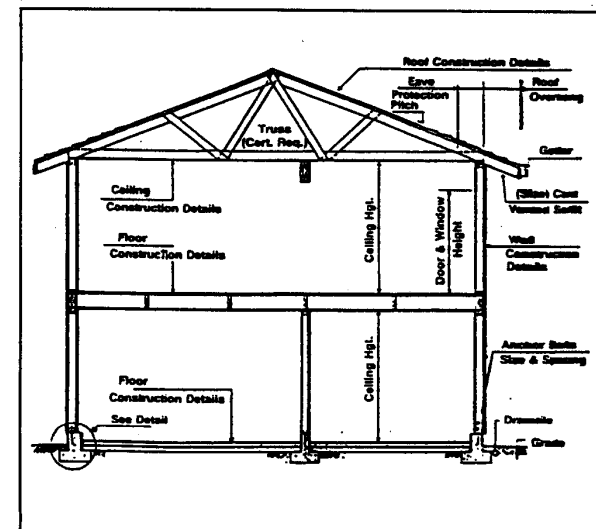 Roof Construction Details
Eave
Protection
Pitch
Roof
Overhang
Truss
(Cert. Req.)
Gutter
Ceiling
Construction Details
(Size) Cont
Vented Soffit
Ceiling Hgt.
Door & Window
Height
Floor
Construction Details
Wall
Construction
Details
Ceiling Hgt.
Anchor Bolts
Size & Spacing
Floor
Construction Details
See Detail
Draintile
Grade